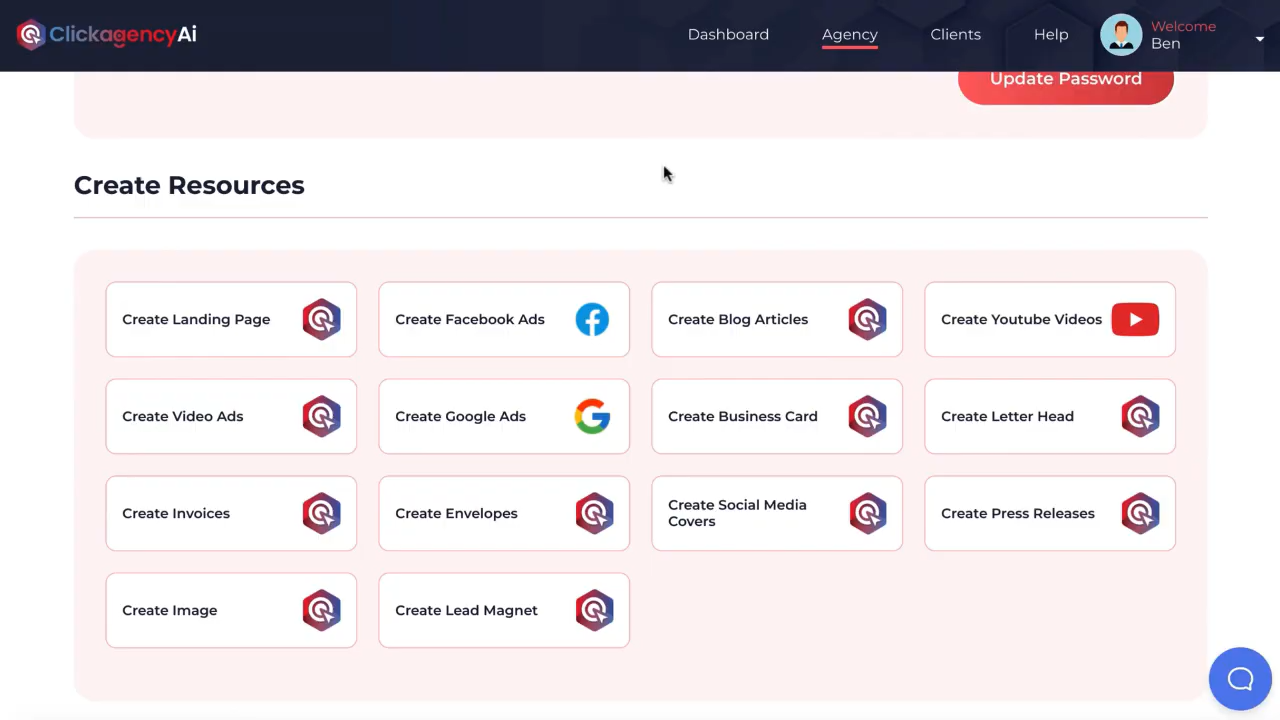 ClickagencyAi
Dashboard
Agency
Clients
Help
Welcome
Ben
Update Password
Create Resources
Create Landing Page
Create Facebook Ads
Create Blog Articles
Create Youtube Videos
Create Video Ads
Create Google Ads
Create Business Card
Create Letter Head
Create Invoices
Create Envelopes
Create Social Media
Covers
Create Press Releases
Create Image
Create Lead Magnet